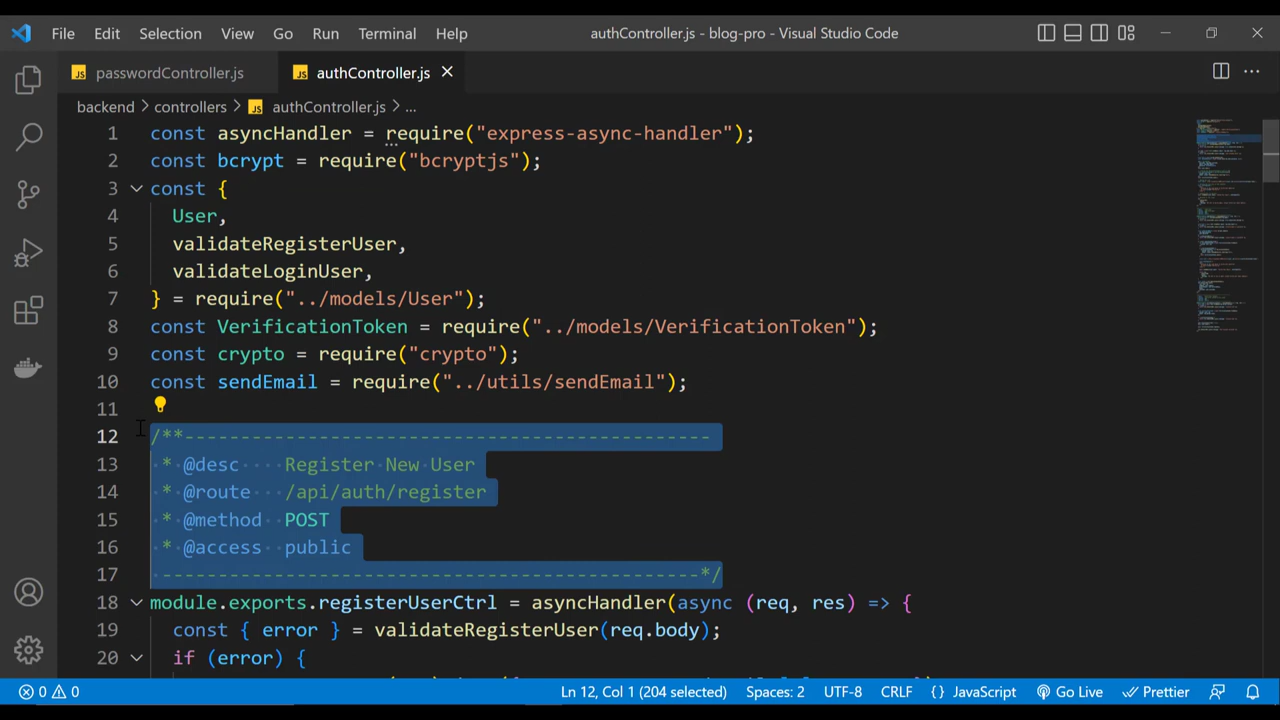 File Edit Selection View Go Run Terminal Help authController.js - blog-pro - Visual Studio Code
JS passwordController.js JS authController.js
backend > controllers > JS authController.js > ...
1 const asyncHandler = require("express-async-handler");
2 const bcrypt = require("bcryptjs");
3 const {
4 User,
5 validateRegisterUser,
6 validateLoginUser,
7 } = require("../models/User");
8 const VerificationToken = require("../models/VerificationToken");
9 const crypto = require("crypto");
10 const sendEmail = require("../utils/sendEmail");
11
12 /**-----------------------------------------------
13 * @desc Register New User
14 * @route /api/auth/register
15 * @method POST
16 * @access public
17 ------------------------------------------------*/
18 module.exports.registerUserCtrl = asyncHandler(async (req, res) => {
19 const { error } = validateRegisterUser(req.body);
20 if (error) {
0 0 Ln 12, Col 1 (204 selected) Spaces: 2 UTF-8 CRLF {} JavaScript Go Live Prettier